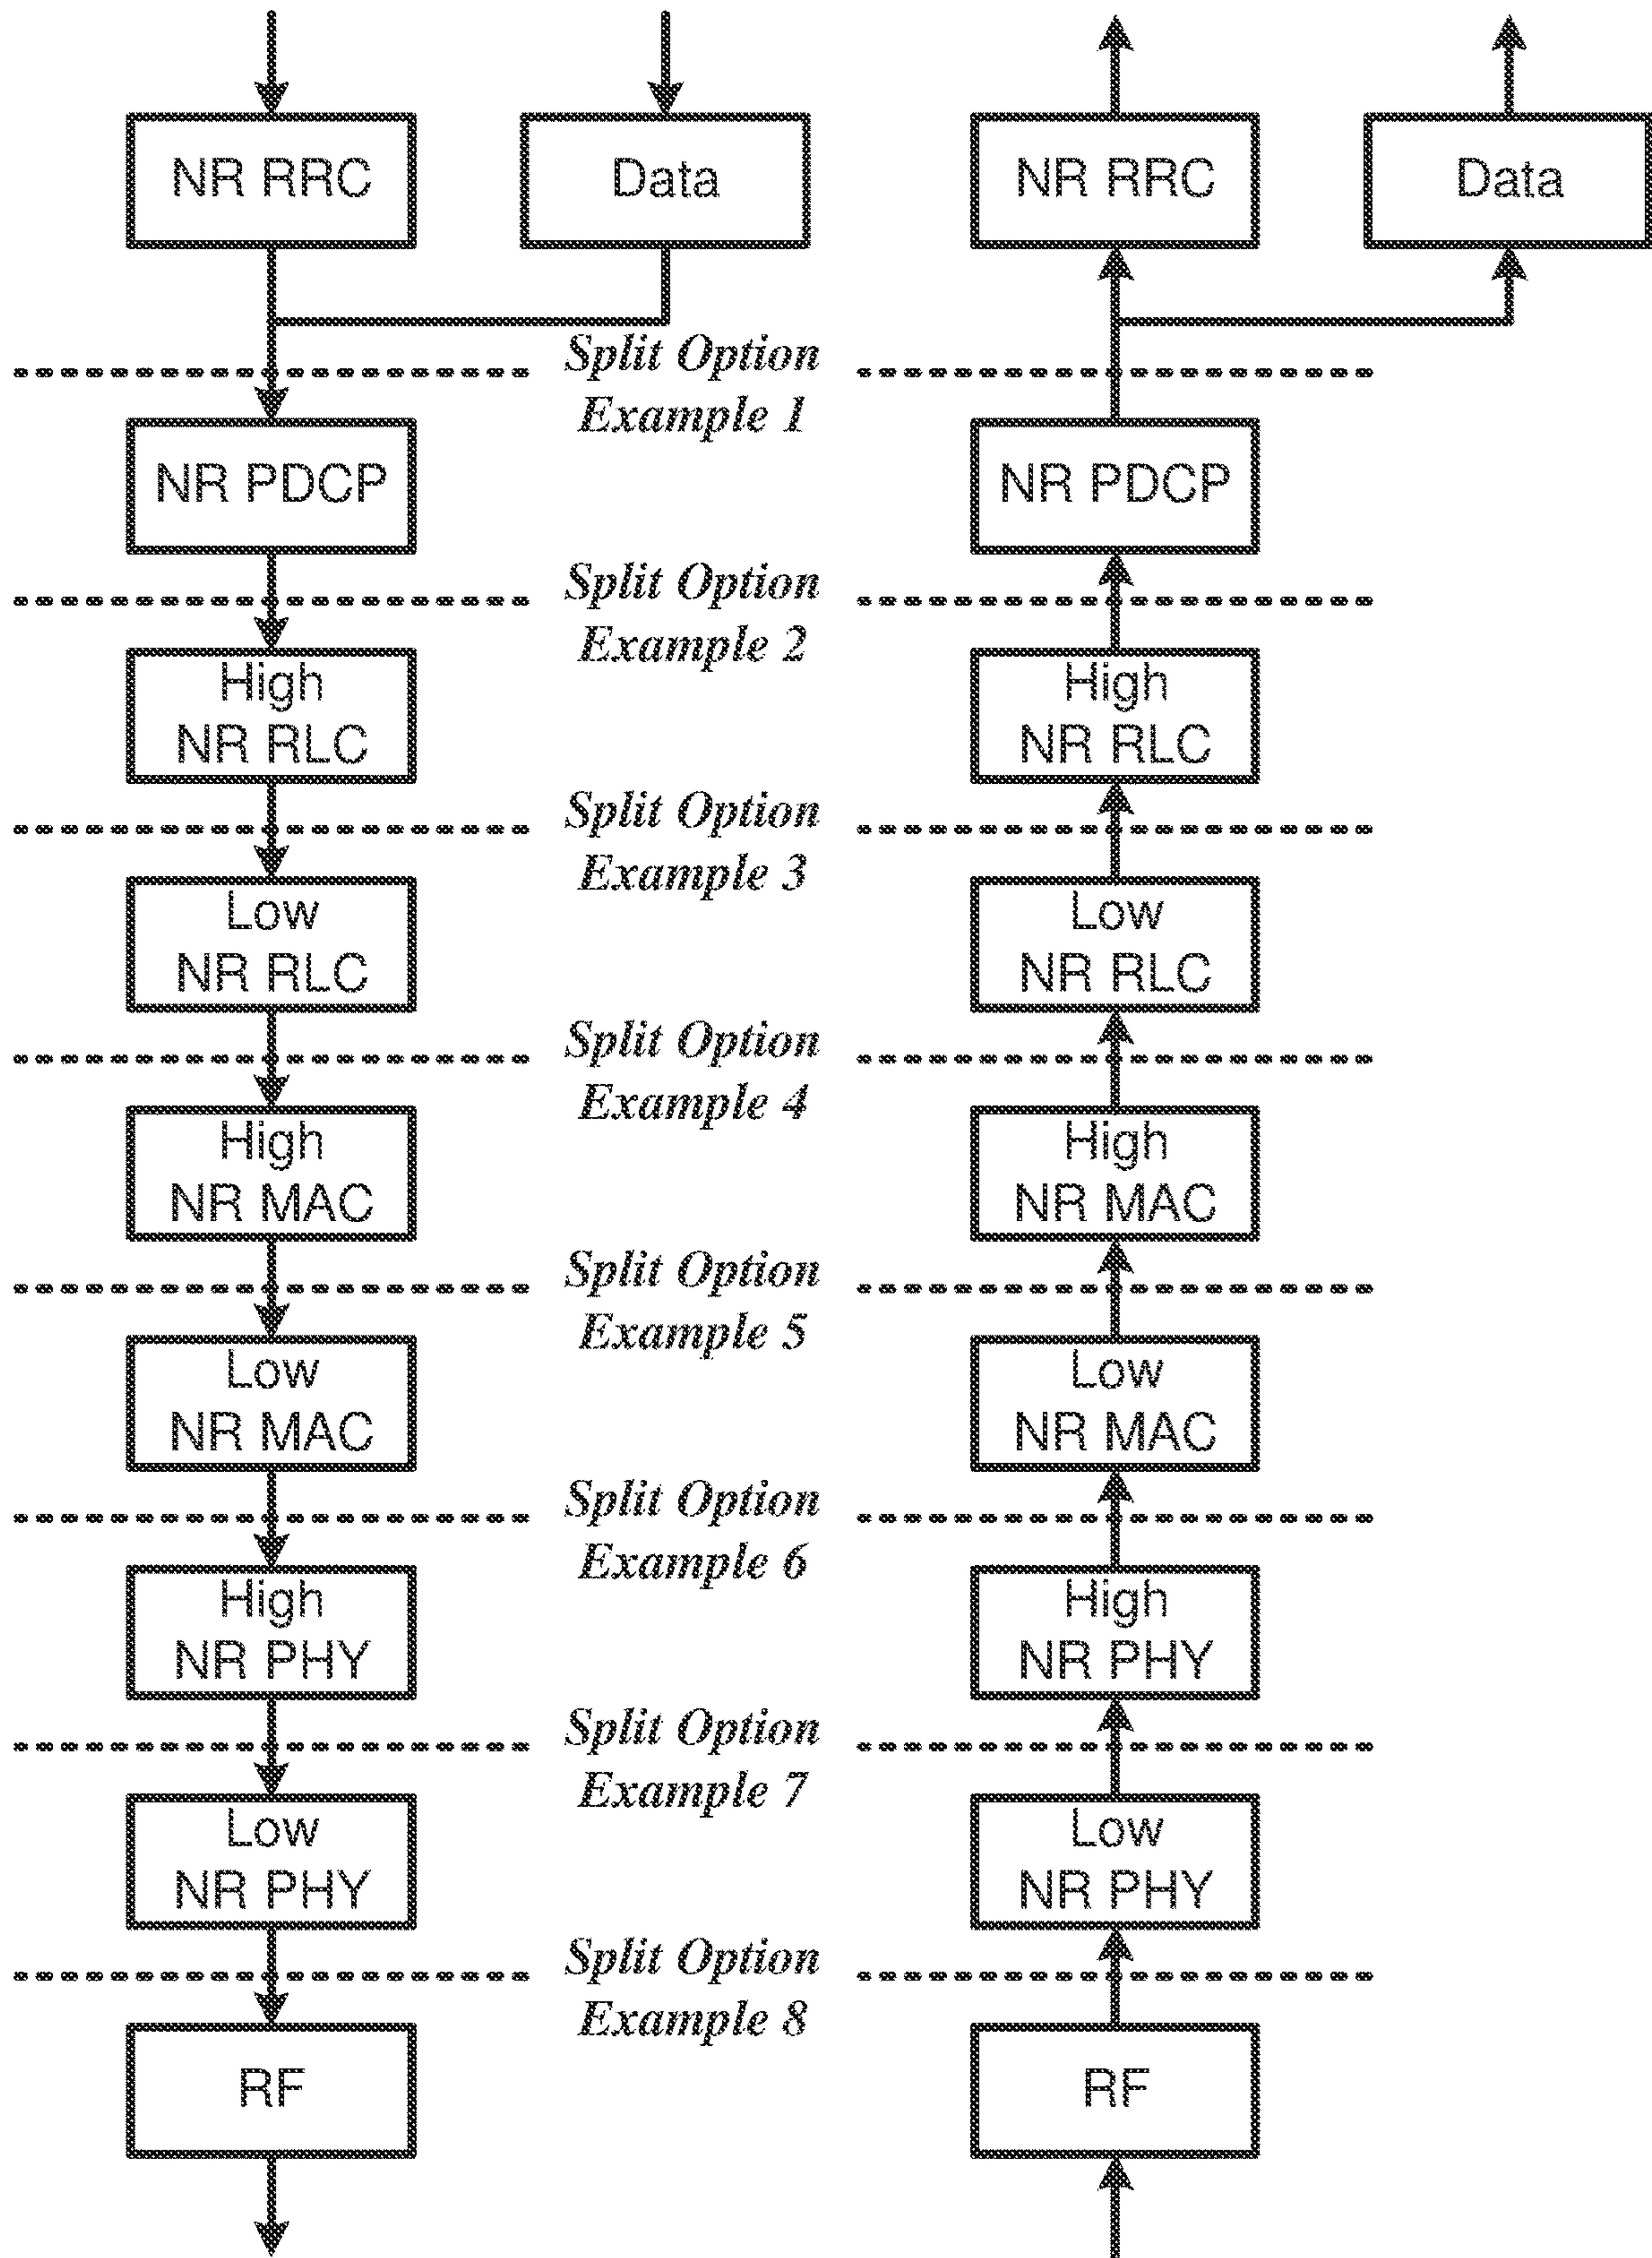 NR RRC
Data
NR RRC
Data
Split Option
Example 1
NR PDCP
NR PDCP
Split Option
Example 2
High
NR RLC
High
NR RLC
Split Option
Example 3
Low
NR RLC
Low
NR RLC
Split Option
Example 4
High
NR MAC
High
NR MAC
Split Option
Example 5
Low
NR MAC
Low
NR MAC
Split Option
Example 6
High
NR PHY
High
NR PHY
Split Option
Example 7
Low
NR PHY
Low
NR PHY
Split Option
Example 8
RF
RF